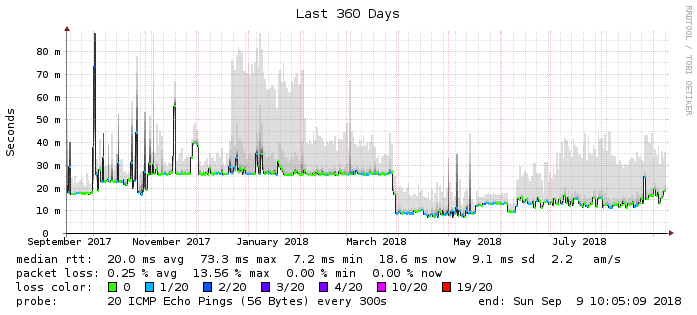 Last 360 Days
RRDTOOL / TOBI OETIKER
Seconds
80 m
70 m
60 m
50 m
40 m
30 m
20 m
10 m
0
September 2017 November 2017 January 2018 March 2018 May 2018 July 2018
median rtt: 20.0 ms avg 73.3 ms max 7.2 ms min 18.6 ms now 9.1 ms sd 2.2 am/s
packet loss: 0.25 % avg 13.56 % max 0.00 % min 0.00 % now
loss color: 0 1/20 2/20 3/20 4/20 10/20 19/20
probe: 20 ICMP Echo Pings (56 Bytes) every 300s end: Sun Sep 9 10:05:09 2018